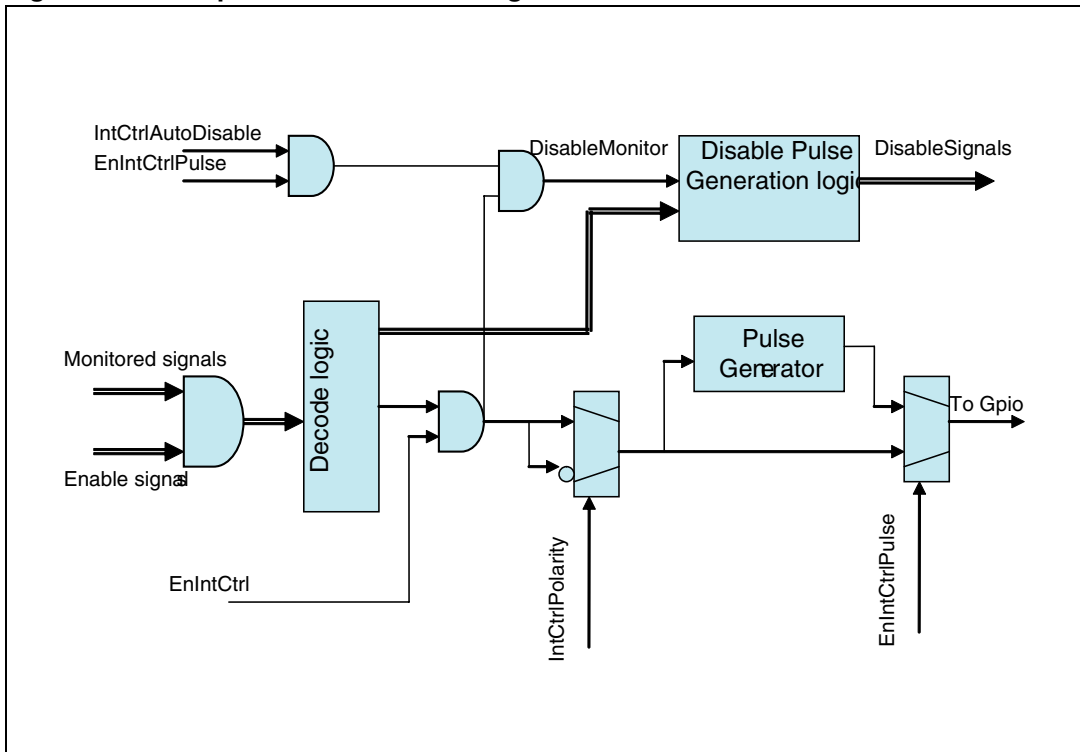 IntCtrlAutoDisable
EnIntCtrlPulse
DisableMonitor
Disable Pulse
Generation logic
DisableSignals
Monitored signals
Enable signals
Decode logic
Pulse
Generator
To Gpio
EnIntCtrl
IntCtrlPolarity
EnIntCtrlPulse